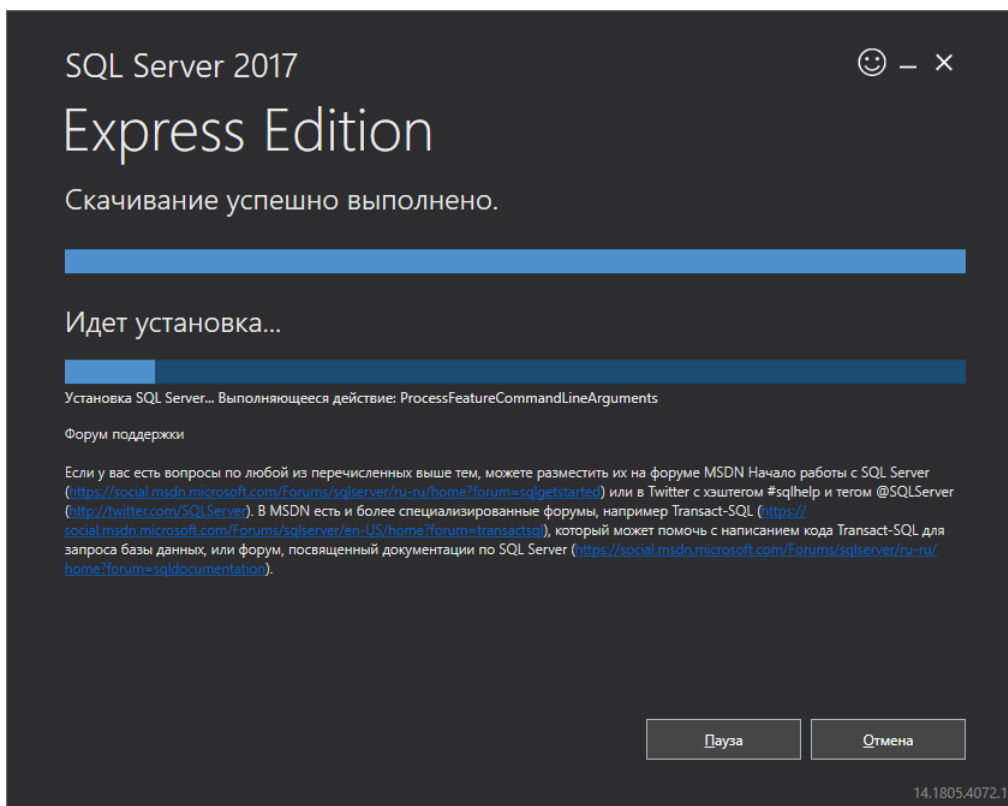 SQL Server 2017
Express Edition
Скачивание успешно выполнено.
Идет установка...
Установка SQL Server... Выполняющееся действие: ProcessFeatureCommandLineArguments
Форум поддержки
Если у вас есть вопросы по любой из перечисленных выше тем, можете разместить их на форуме MSDN Начало работы с SQL Server
(https://social.msdn.microsoft.com/Forums/sqlserver/ru-ru/home?forum=sqlgetstarted) или в Twitter с хэштегом #sqlhelp и тегом @SQLServer
(http://twitter.com/SQLServer). В MSDN есть и более специализированные форумы, например Transact-SQL (https://
social.msdn.microsoft.com/Forums/sqlserver/en-US/home?forum=transactsql), который может помочь с написанием кода Transact-SQL для
запроса базы данных, или форум, посвященный документации по SQL Server (https://social.msdn.microsoft.com/Forums/sqlserver/ru-ru/
home?forum=sqldocumentation).
Пауза
Отмена
14.1805.4072.1